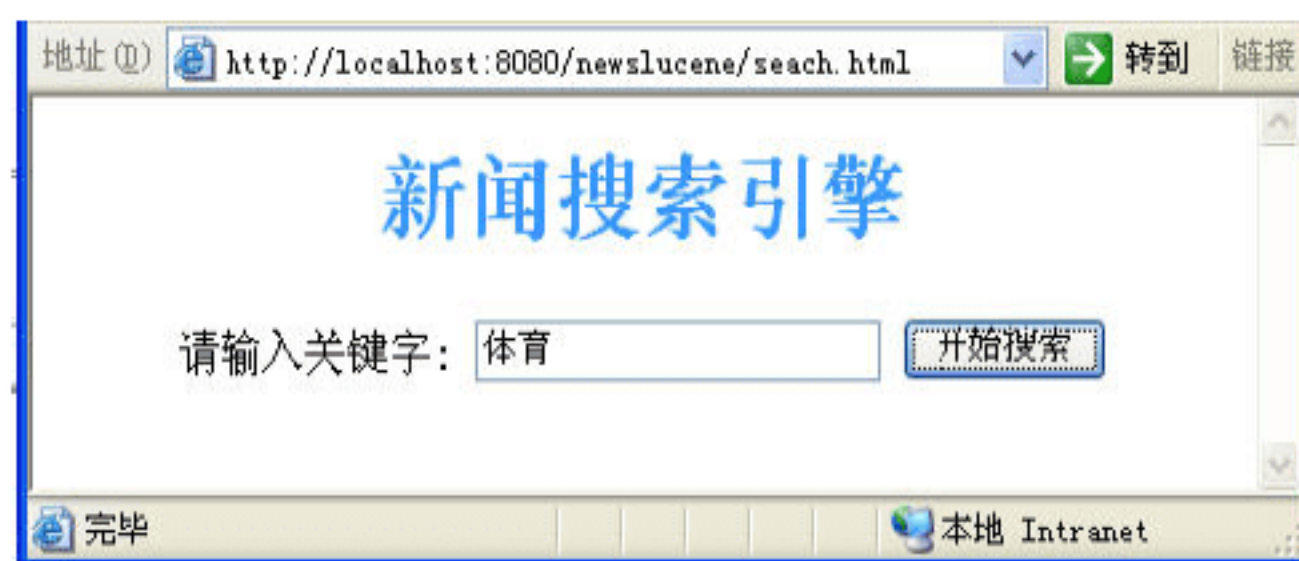 地址(D) http://localhost:8080/newslucene/seach.html 转到 链接
新闻搜索引擎
请输入关键字: 体育 开始搜索
完毕 本地 Intranet